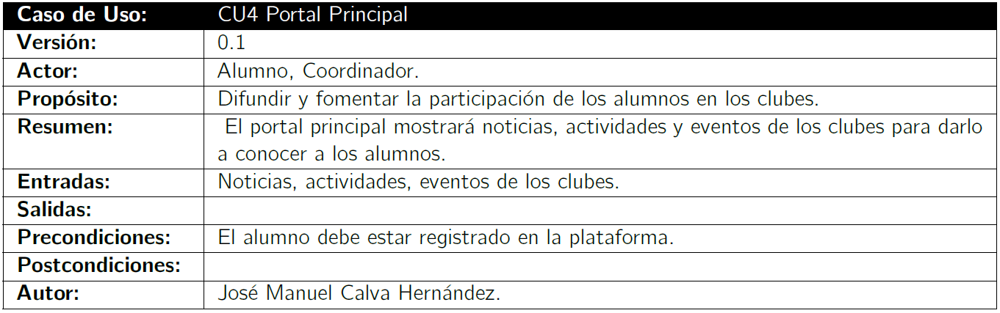 Caso de Uso: CU4 Portal Principal
Versión: 0.1
Actor: Alumno, Coordinador.
Propósito: Difundir y fomentar la participación de los alumnos en los clubes.
Resumen: El portal principal mostrará noticias, actividades y eventos de los clubes para darlo
a conocer a los alumnos.
Entradas: Noticias, actividades, eventos de los clubes.
Salidas:
Precondiciones: El alumno debe estar registrado en la plataforma.
Postcondiciones:
Autor: José Manuel Calva Hernández.